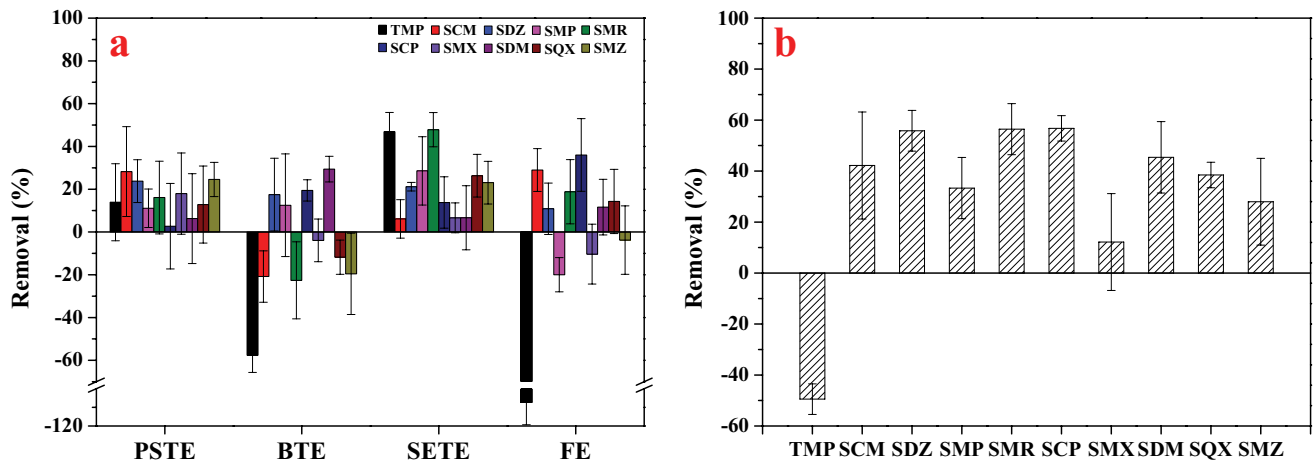 a
TMP SCM SDZ SMP SMR
SCP SMX SDM SQX SMZ
Removal (%)
100
80
60
40
20
0
-20
-40
-60
-120
PSTE BTE SETE FE
b
Removal (%)
100
80
60
40
20
0
-20
-40
-60
TMP SCM SDZ SMP SMR SCP SMX SDM SQX SMZ